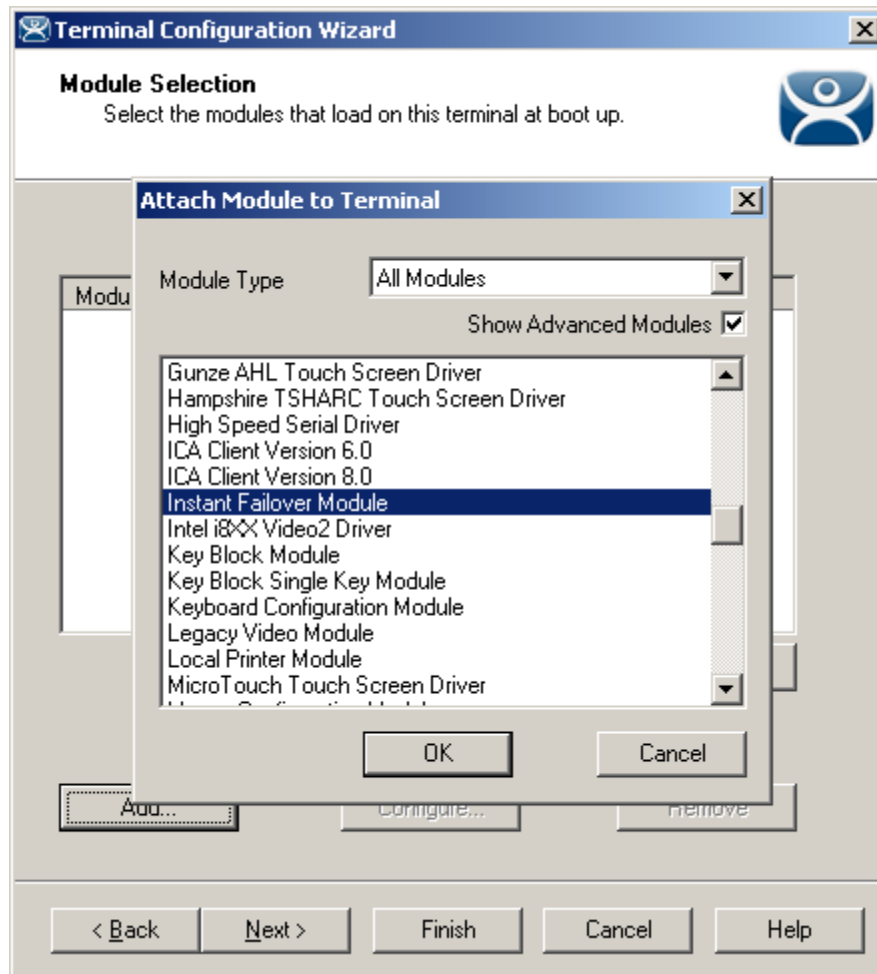 Terminal Configuration Wizard
Module Selection
Select the modules that load on this terminal at boot up.
Attach Module to Terminal
Module Type
All Modules
Modu
Show Advanced Modules
Gunze AHL Touch Screen Driver
Hampshire TSHARC Touch Screen Driver
High Speed Serial Driver
ICA Client Version 6.0
ICA Client Version 8.0
Instant Failover Module
Intel i8XX Video2 Driver
Key Block Module
Key Block Single Key Module
Keyboard Configuration Module
Legacy Video Module
Local Printer Module
MicroTouch Touch Screen Driver
OK Cancel
Add... Configure... Remove
< Back Next > Finish Cancel Help